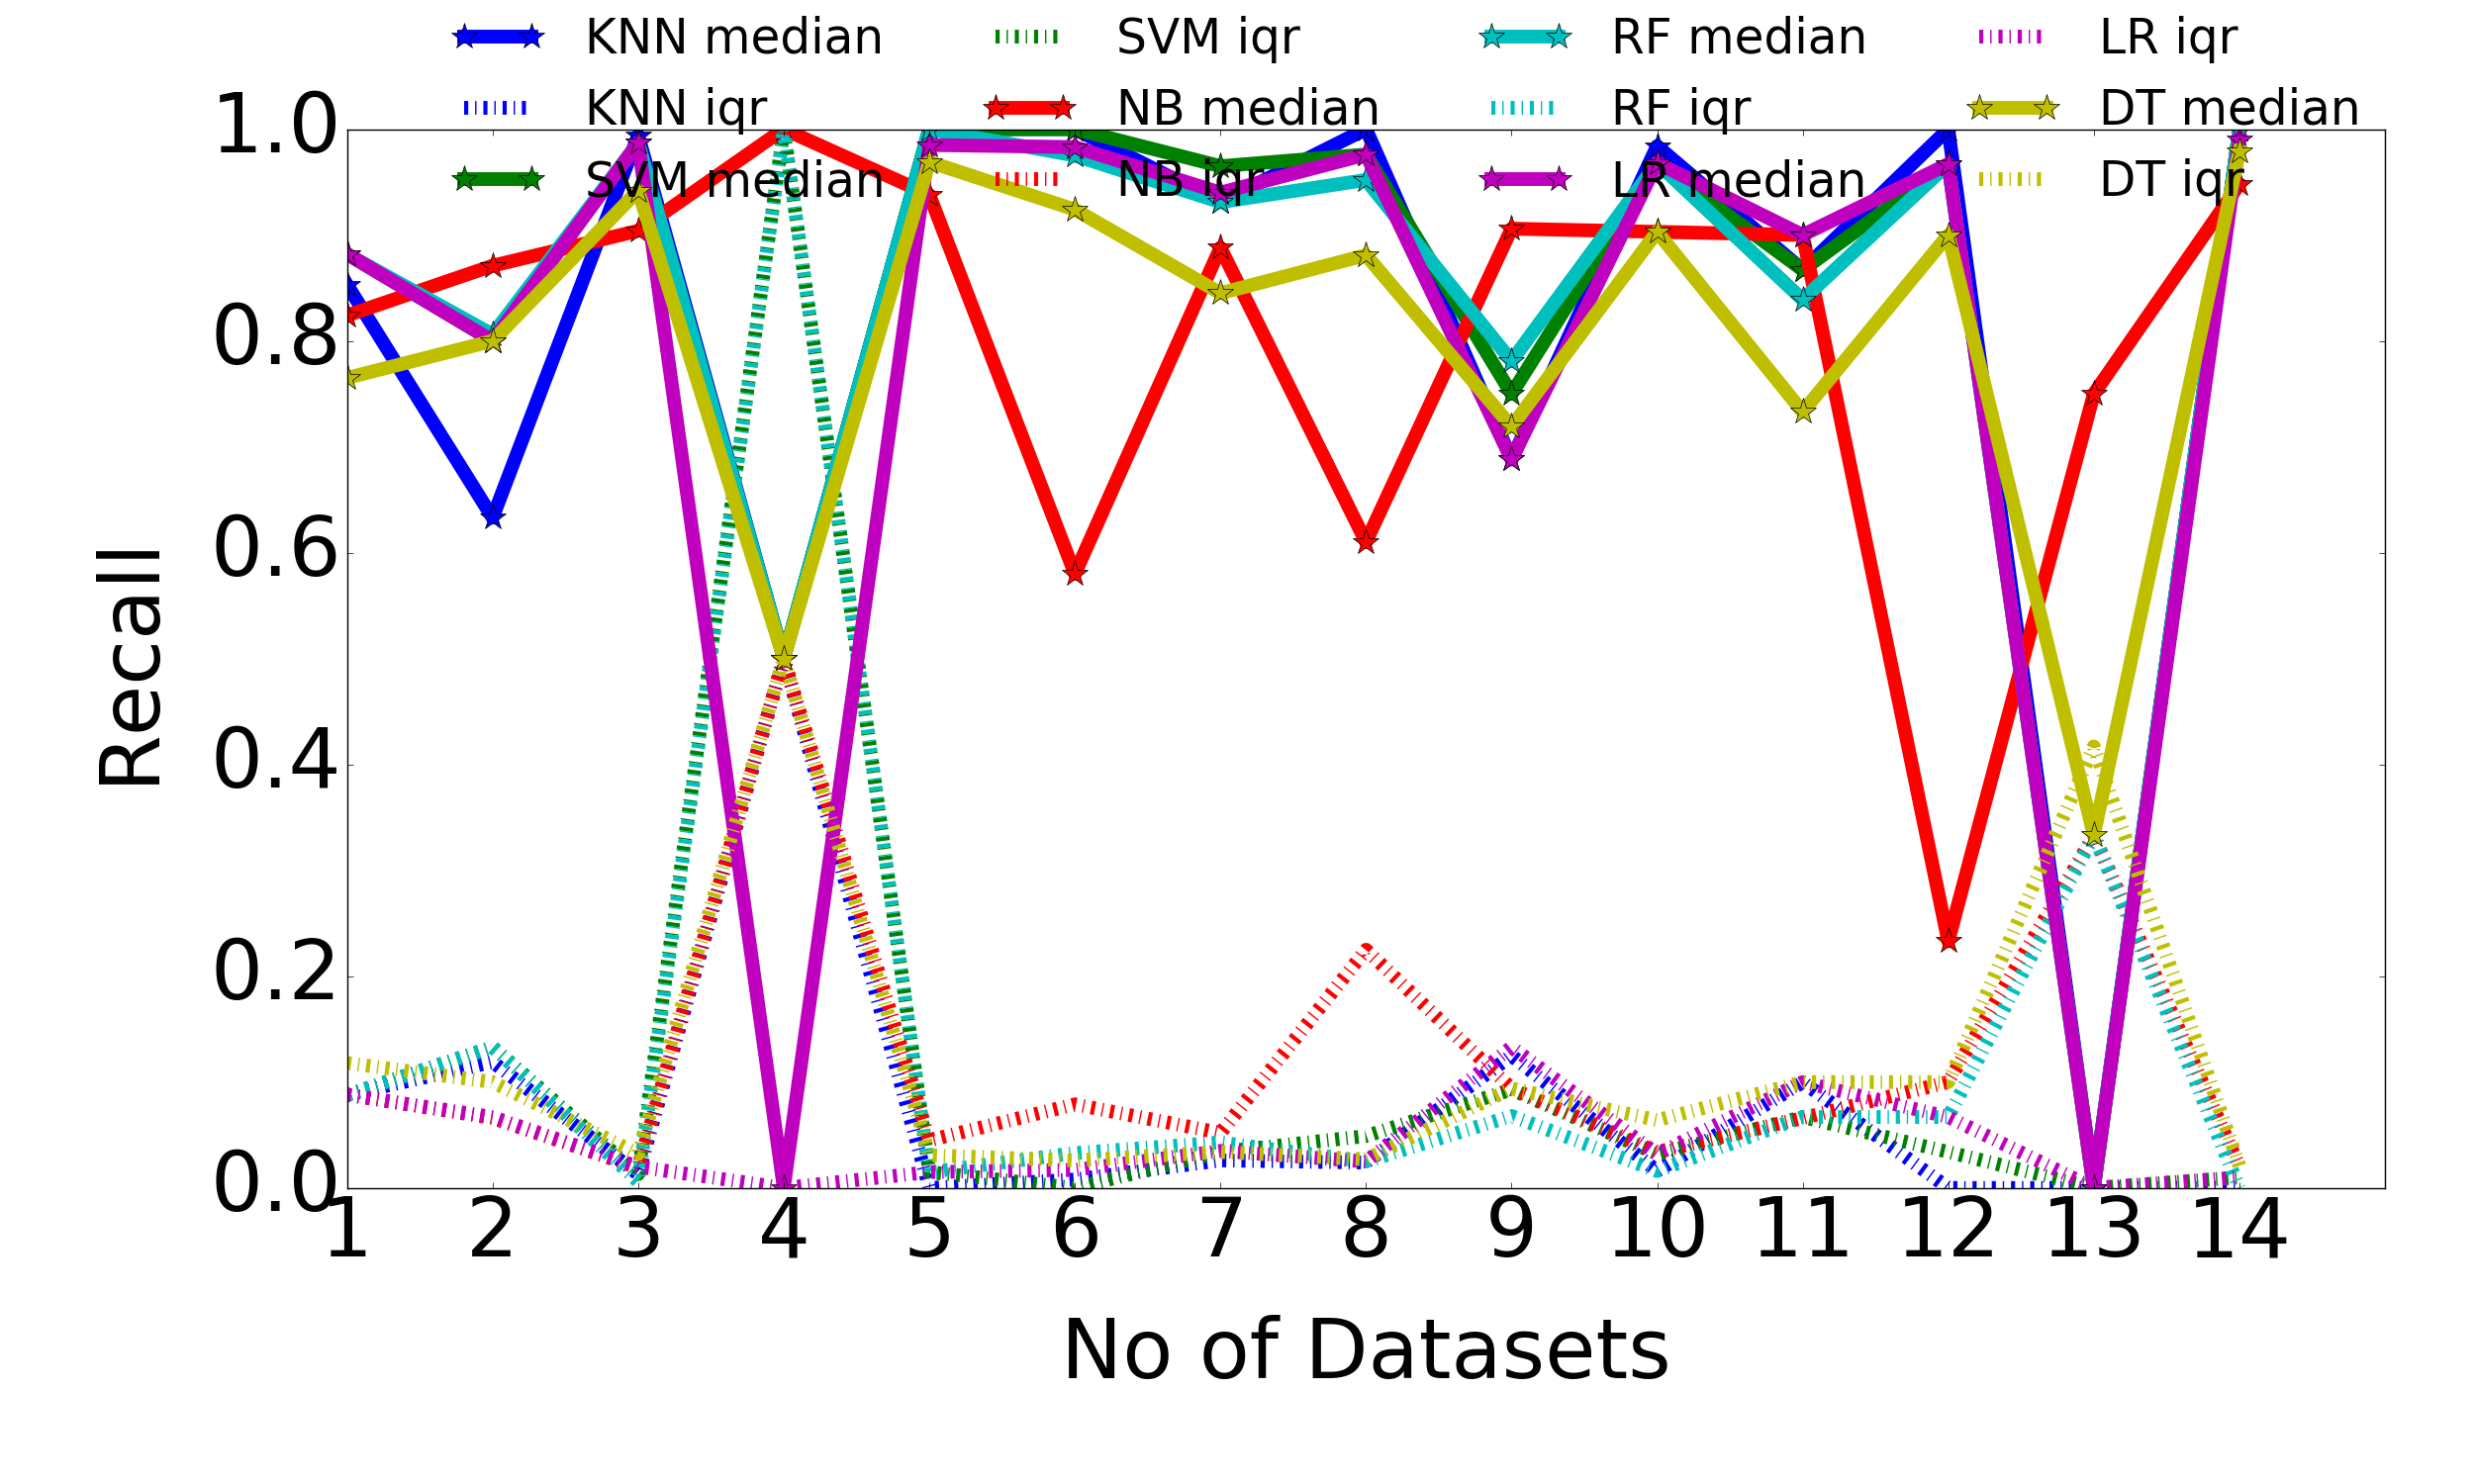 KNN median SVM iqr RF median LR iqr
KNN iqr NB median RF iqr DT median
SVM median NB iqr LR median DT iqr
1.0
0.8
0.6
0.4
0.2
0.0
Recall
1 2 3 4 5 6 7 8 9 10 11 12 13 14
No of Datasets